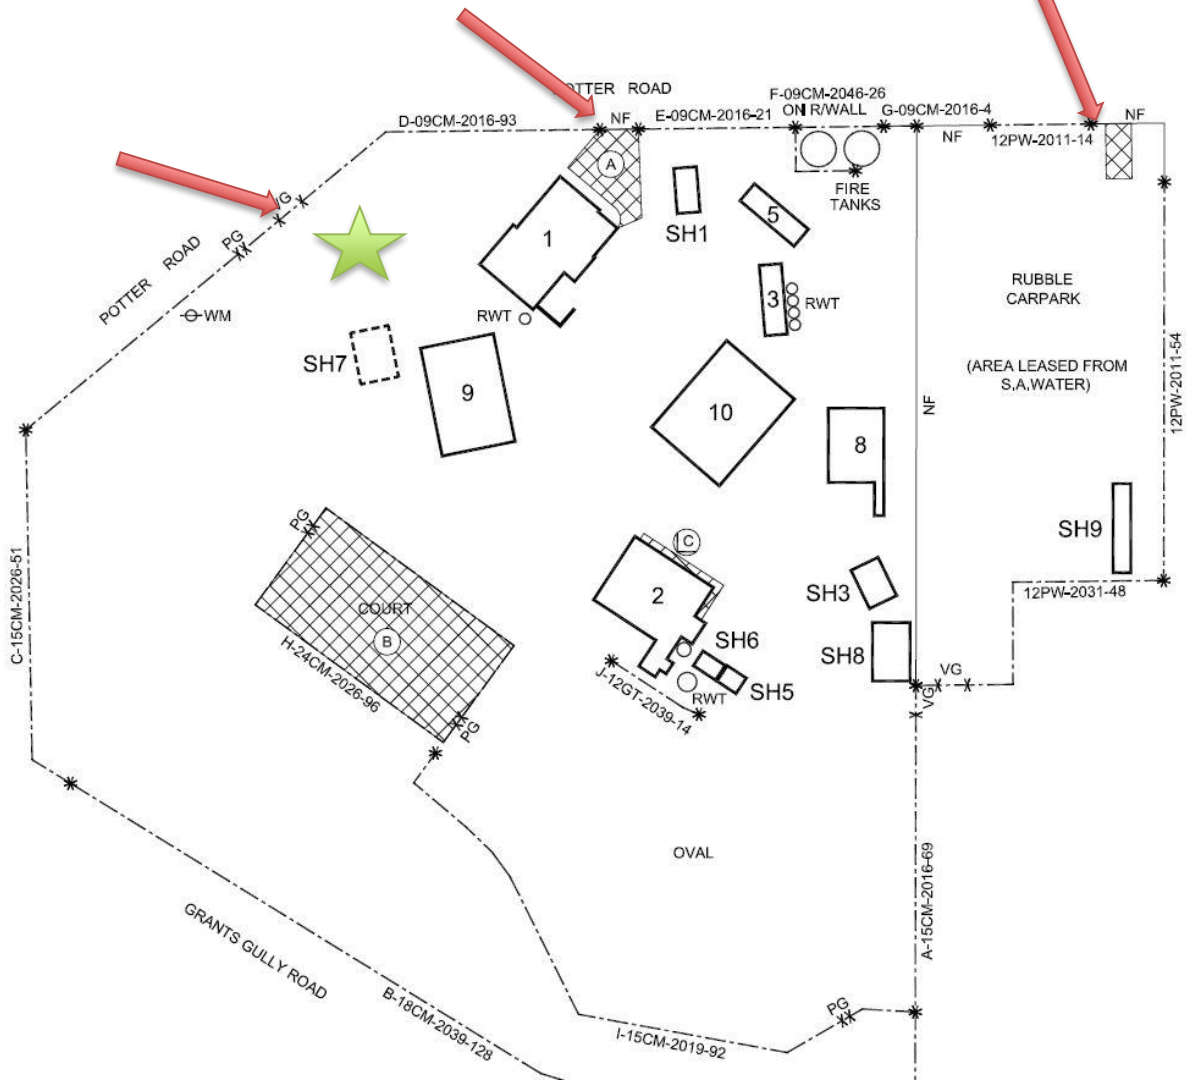 OTTER ROAD
NF
D-09CM-2016-93
E-09CM-2016-21
F-09CM-2046-26
ON R/WALL
G-09CM-2016-4
NF
12PW-2011-14
NF
A
FIRE
TANKS
VG
PG
POTTER ROAD
WM
1
SH1
5
3
RWT
RWT
SH7
9
10
8
NF
RUBBLE
CARPARK
(AREA LEASED FROM
S.A.WATER)
12PW-2011-54
SH9
12PW-2031-48
C-15CM-2026-51
PG
COURT
B
H-24CM-2026-96
PG
C
2
SH6
SH5
RWT
J-12GT-2039-14
SH3
SH8
VG
VG
OVAL
A-15CM-2016-69
GRANTS GULLY ROAD
B-18CM-2039-128
I-15CM-2019-92
PG